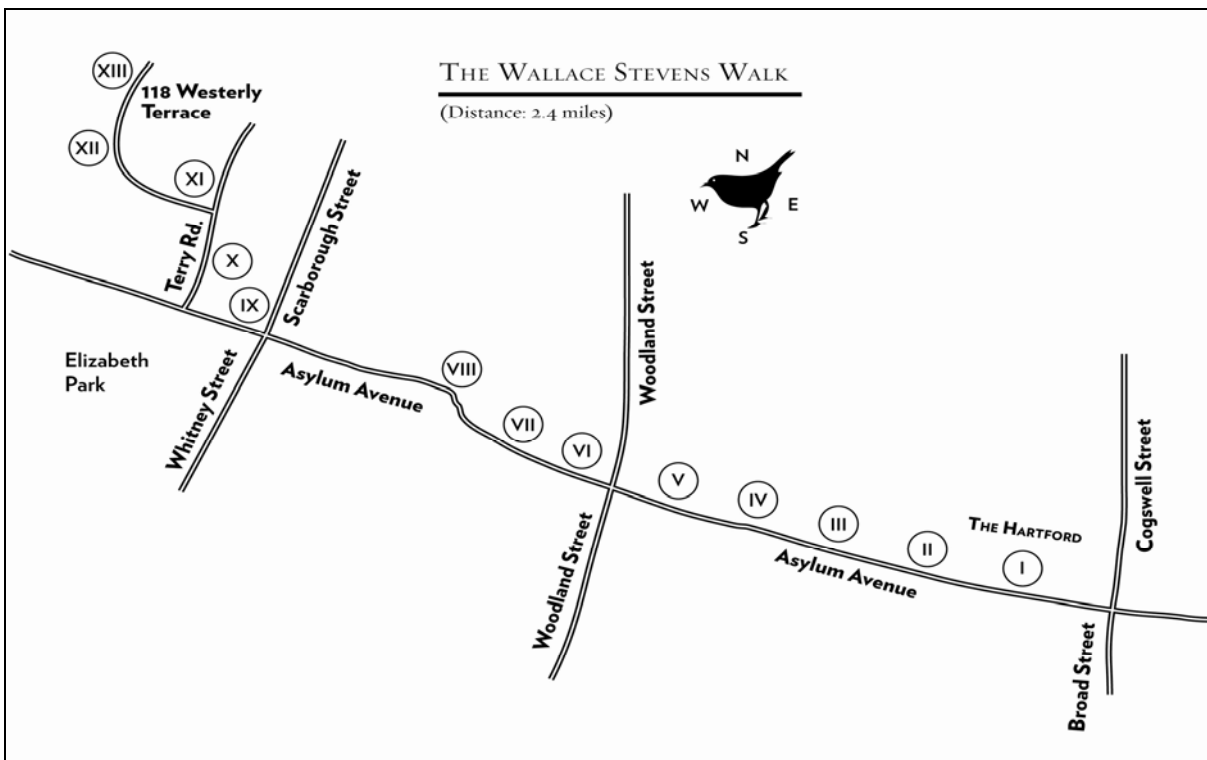 THE WALLACE STEVENS WALK
(Distance: 2.4 miles)
XIII
118 Westerly
Terrace
XII
XI
N
W
E
S
Terry Rd.
X
IX
Scarborough Street
Woodland Street
Elizabeth
Park
Whitney Street
Asylum Avenue
VIII
VII
VI
V
IV
III
II
I
THE HARTFORD
Cogswell Street
Asylum Avenue
Woodland Street
Broad Street